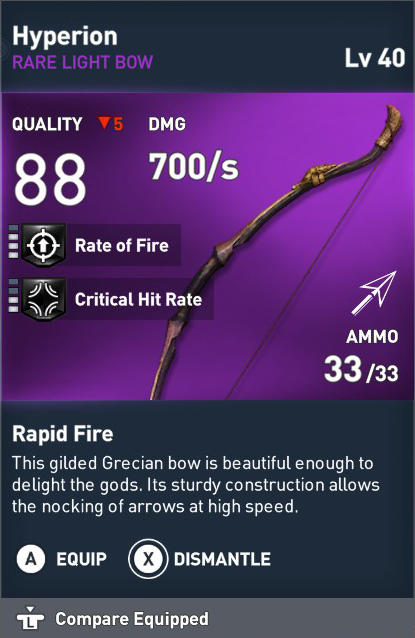 Hyperion
RARE LIGHT BOW
Lv 40
QUALITY ▼5 DMG
88 700/s
Rate of Fire
Critical Hit Rate
AMMO
33/33
Rapid Fire
This gilded Grecian bow is beautiful enough to
delight the gods. Its sturdy construction allows
the nocking of arrows at high speed.
A EQUIP X DISMANTLE
L Compare Equipped